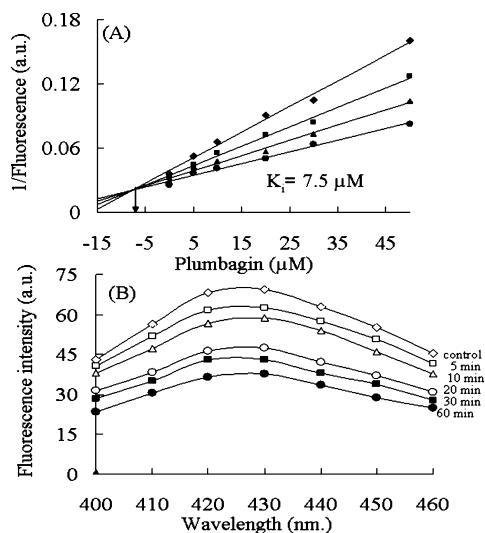 (A)
0.18
0.12
0.06
0
1/Fluorescence (a.u.)
Ki= 7.5 µM
-15 -5 5 15 25 35 45
Plumbagin (µM)
(B)
75
60
45
30
15
0
Fluorescence intensity (a.u.)
control
5 min
10 min
20 min
30 min
60 min
400 410 420 430 440 450 460
Wavelength (nm.)